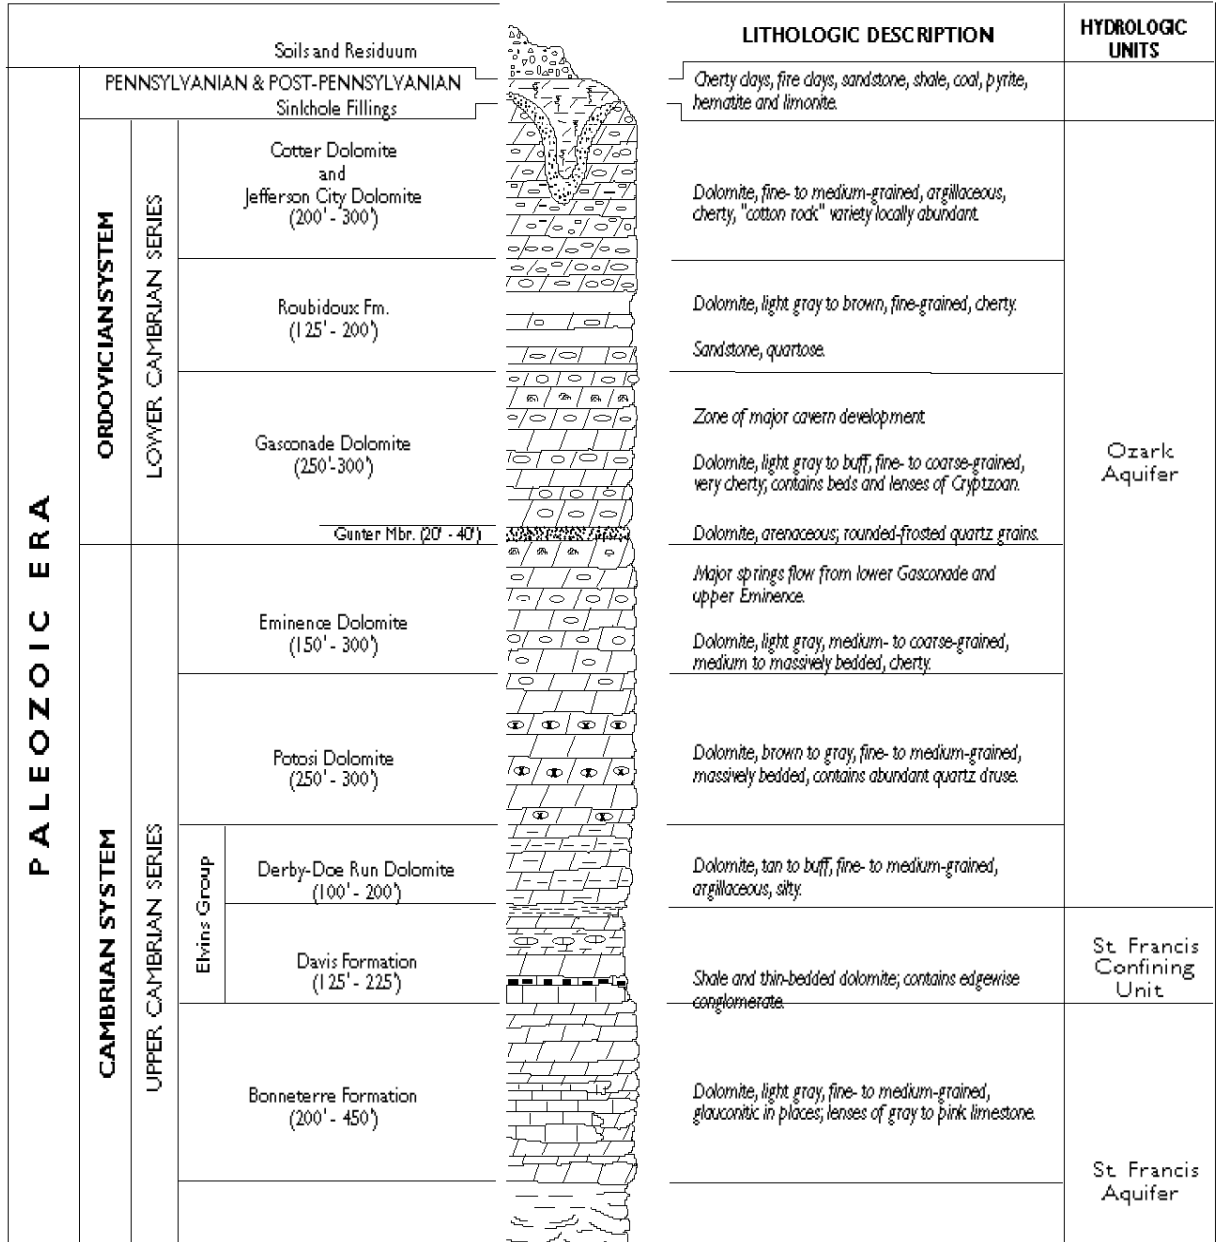 LITHOLOGIC DESCRIPTION
HYDROLOGIC
UNITS
Soils and Residuum
PENNSYLVANIAN & POST-PENNSYLVANIAN
Sinkhole Fillings
Cherty clays, fire clays, sandstone, shale, coal, pyrite,
hematite and limonite.
PALEOZOIC ERA
ORDOVICIANSYSTEM
LOWER CAMBRIAN SERIES
Cotter Dolomite
and
Jefferson City Dolomite
(200' - 300')
Dolomite, fine- to medium-grained, argillaceous,
cherty, "cotton rock" variety locally abundant.
Roubidoux Fm.
(125' - 200')
Dolomite, light gray to brown, fine-grained, cherty.
Sandstone, quartose.
Gasconade Dolomite
(250'-300')
Zone of major cavern development
Dolomite, light gray to buff, fine- to coarse-grained,
very cherty; contains beds and lenses of Cryptzoan.
Gunter Mbr. (20' - 40')
Dolomite, arenaceous; rounded-frosted quartz grains.
Ozark
Aquifer
CAMBRIAN SYSTEM
UPPER CAMBRIAN SERIES
Eminence Dolomite
(150' - 300')
Major springs flow from lower Gasconade and
upper Eminence.
Dolomite, light gray, medium- to coarse-grained,
medium to massively bedded, cherty.
Potosi Dolomite
(250' - 300')
Dolomite, brown to gray, fine- to medium-grained,
massively bedded, contains abundant quartz druse.
Elvins Group
Derby-Doe Run Dolomite
(100' - 200')
Dolomite, tan to buff, fine- to medium-grained,
argillaceous, silty.
Davis Formation
(125' - 225')
Shale and thin-bedded dolomite; contains edgewise
conglomerate.
St. Francis
Confining
Unit
Bonneterre Formation
(200' - 450')
Dolomite, light gray, fine- to medium-grained,
glauconitic in places; lenses of gray to pink limestone.
St. Francis
Aquifer